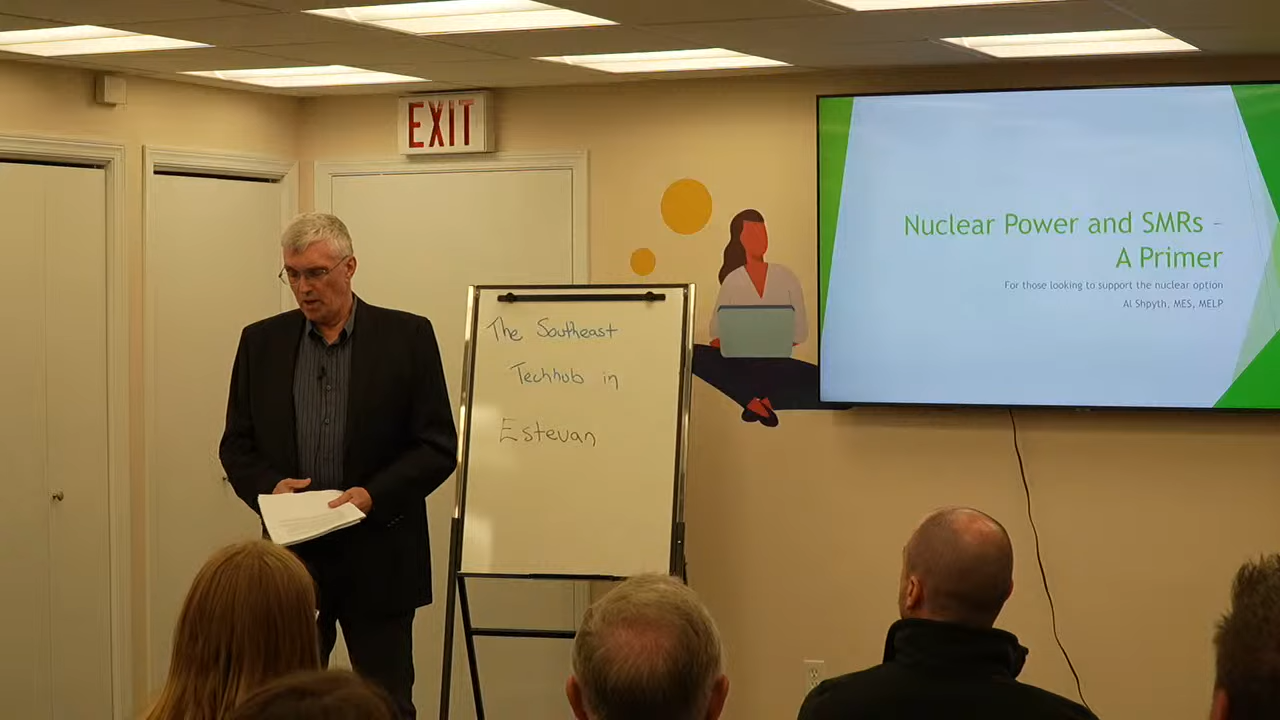 EXIT
The Southeast
Techhub in
Estevan
Nuclear Power and SMRs –
A Primer
For those looking to support the nuclear option
Al Shpyth, MES, MELP